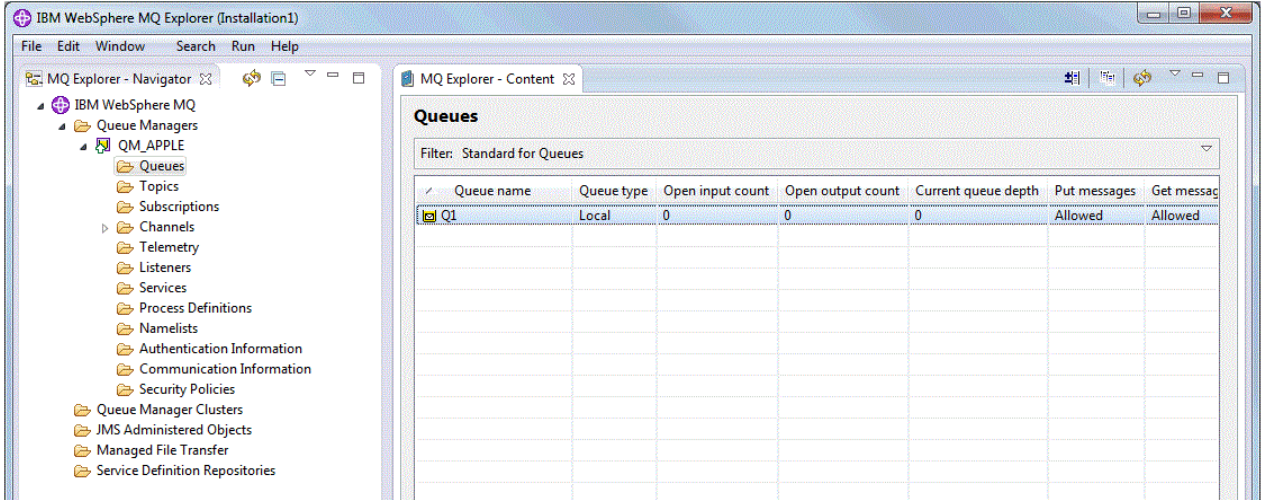 IBM WebSphere MQ Explorer (Installation1)
File Edit Window Search Run Help
MQ Explorer - Navigator
IBM WebSphere MQ
Queue Managers
QM_APPLE
Queues
Topics
Subscriptions
Channels
Telemetry
Listeners
Services
Process Definitions
Namelists
Authentication Information
Communication Information
Security Policies
Queue Manager Clusters
JMS Administered Objects
Managed File Transfer
Service Definition Repositories
MQ Explorer - Content
Queues
Filter: Standard for Queues
Queue name Queue type Open input count Open output count Current queue depth Put messages Get messag
Q1 Local 0 0 0 Allowed Allowed